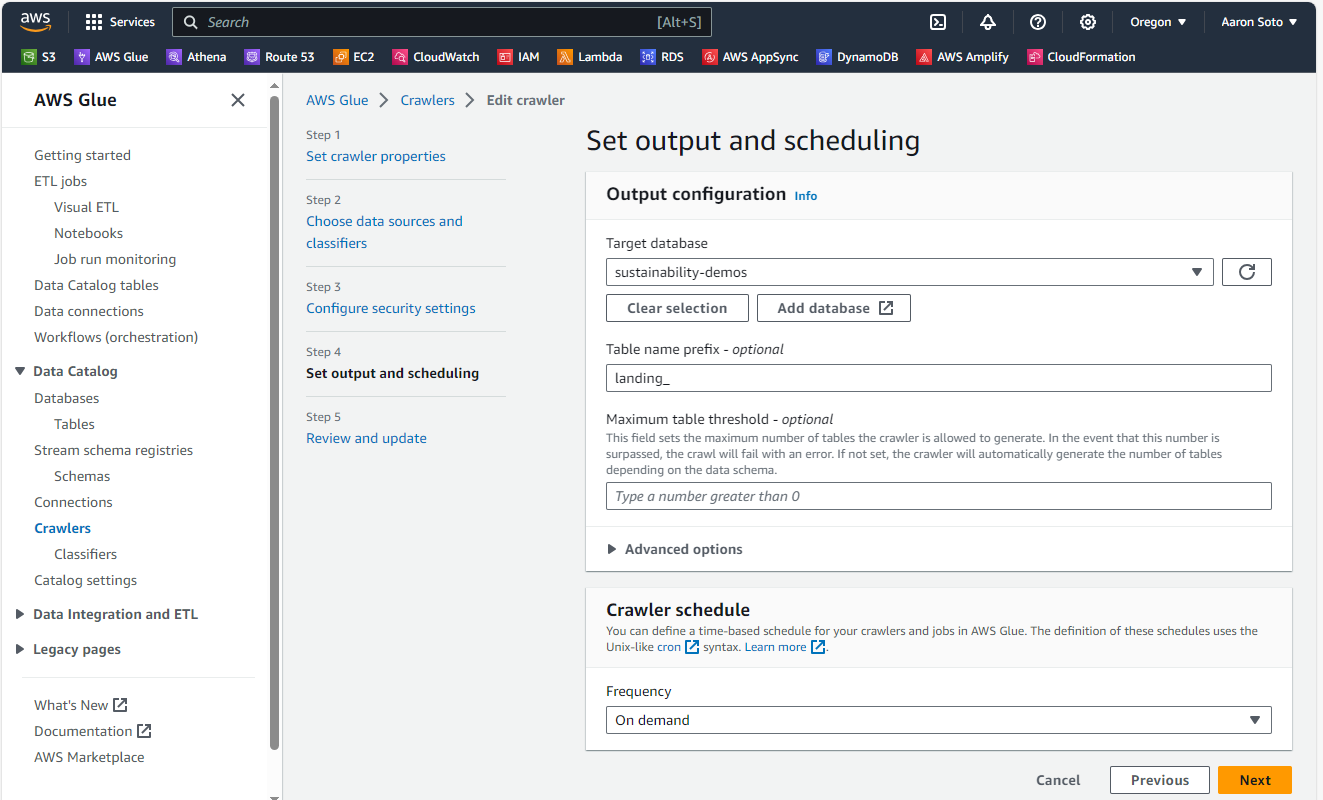 aws
Services
Search
[Alt+S]
Oregon
Aaron Soto
S3
AWS Glue
Athena
Route 53
EC2
CloudWatch
IAM
Lambda
RDS
AWS AppSync
DynamoDB
AWS Amplify
CloudFormation
AWS Glue
Getting started
ETL jobs
Visual ETL
Notebooks
Job run monitoring
Data Catalog tables
Data connections
Workflows (orchestration)
Data Catalog
Databases
Tables
Stream schema registries
Schemas
Connections
Crawlers
Classifiers
Catalog settings
Data Integration and ETL
Legacy pages
What's New
Documentation
AWS Marketplace
AWS Glue
Crawlers
Edit crawler
Step 1
Set crawler properties
Step 2
Choose data sources and
classifiers
Step 3
Configure security settings
Step 4
Set output and scheduling
Step 5
Review and update
Set output and scheduling
Output configuration Info
Target database
sustainability-demos
Clear selection
Add database
Table name prefix - optional
landing_
Maximum table threshold - optional
This field sets the maximum number of tables the crawler is allowed to generate. In the event that this number is
surpassed, the crawl will fail with an error. If not set, the crawler will automatically generate the number of tables
depending on the data schema.
Type a number greater than 0
Advanced options
Crawler schedule
You can define a time-based schedule for your crawlers and jobs in AWS Glue. The definition of these schedules uses the
Unix-like cron syntax. Learn more.
Frequency
On demand
Cancel
Previous
Next